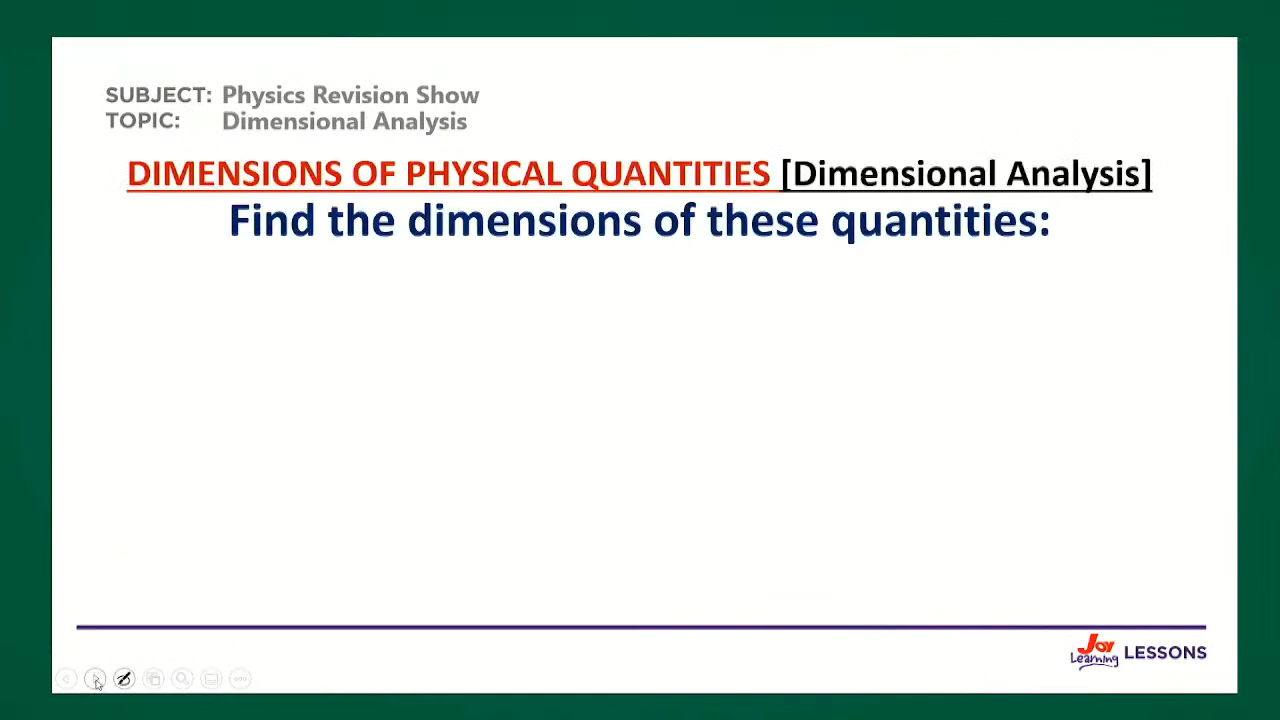 SUBJECT: Physics Revision Show
TOPIC: Dimensional Analysis
DIMENSIONS OF PHYSICAL QUANTITIES [Dimensional Analysis]
Find the dimensions of these quantities:
Joy Learning LESSONS